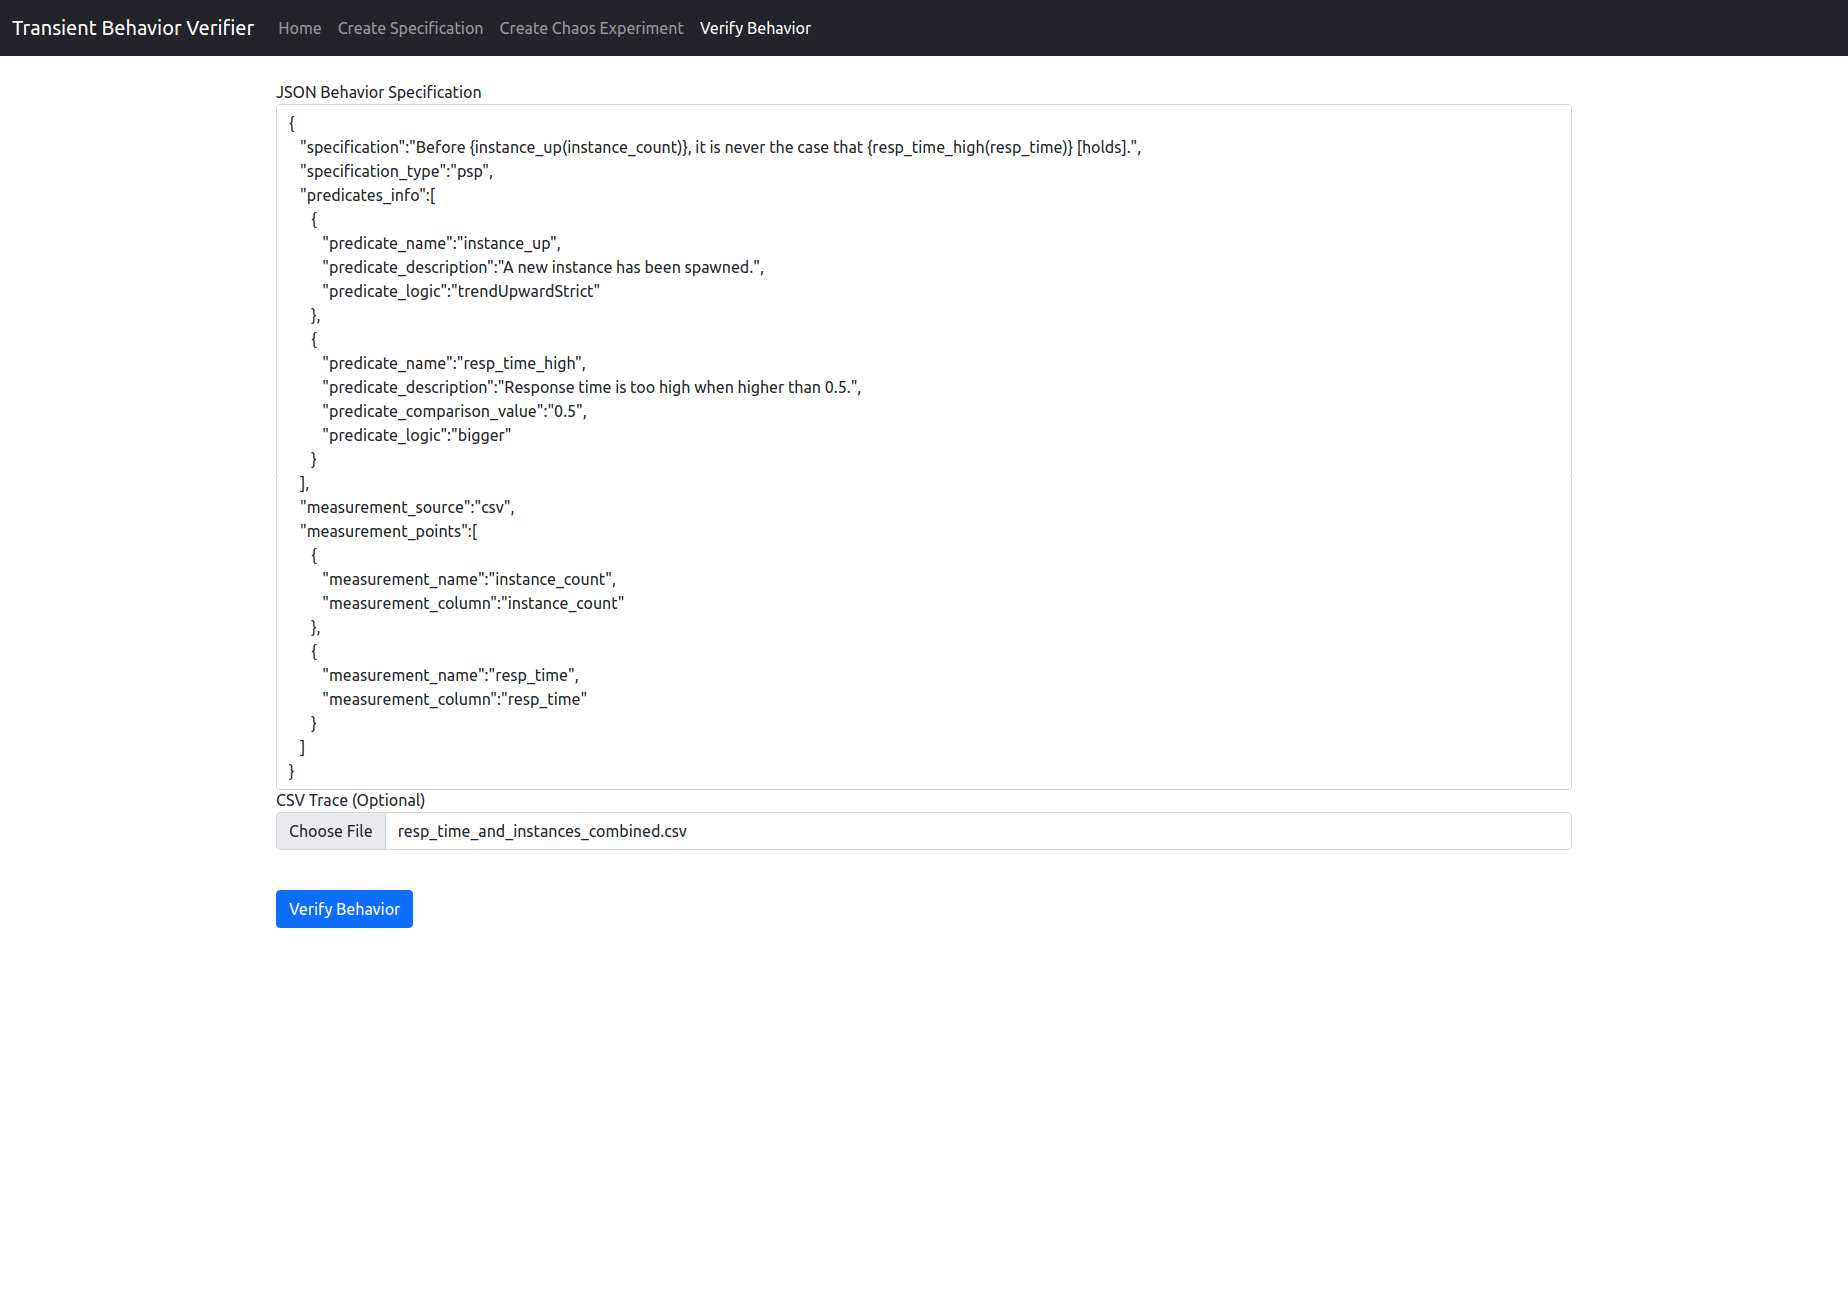 Transient Behavior Verifier Home Create Specification Create Chaos Experiment Verify Behavior
JSON Behavior Specification
{
"specification":"Before {instance_up(instance_count)}, it is never the case that {resp_time_high(resp_time)} [holds].",
"specification_type":"psp",
"predicates_info":[
{
"predicate_name":"instance_up",
"predicate_description":"A new instance has been spawned.",
"predicate_logic":"trendUpwardStrict"
},
{
"predicate_name":"resp_time_high",
"predicate_description":"Response time is too high when higher than 0.5.",
"predicate_comparison_value":"0.5",
"predicate_logic":"bigger"
}
],
"measurement_source":"csv",
"measurement_points":[
{
"measurement_name":"instance_count",
"measurement_column":"instance_count"
},
{
"measurement_name":"resp_time",
"measurement_column":"resp_time"
}
]
}
CSV Trace (Optional)
Choose File resp_time_and_instances_combined.csv
Verify Behavior